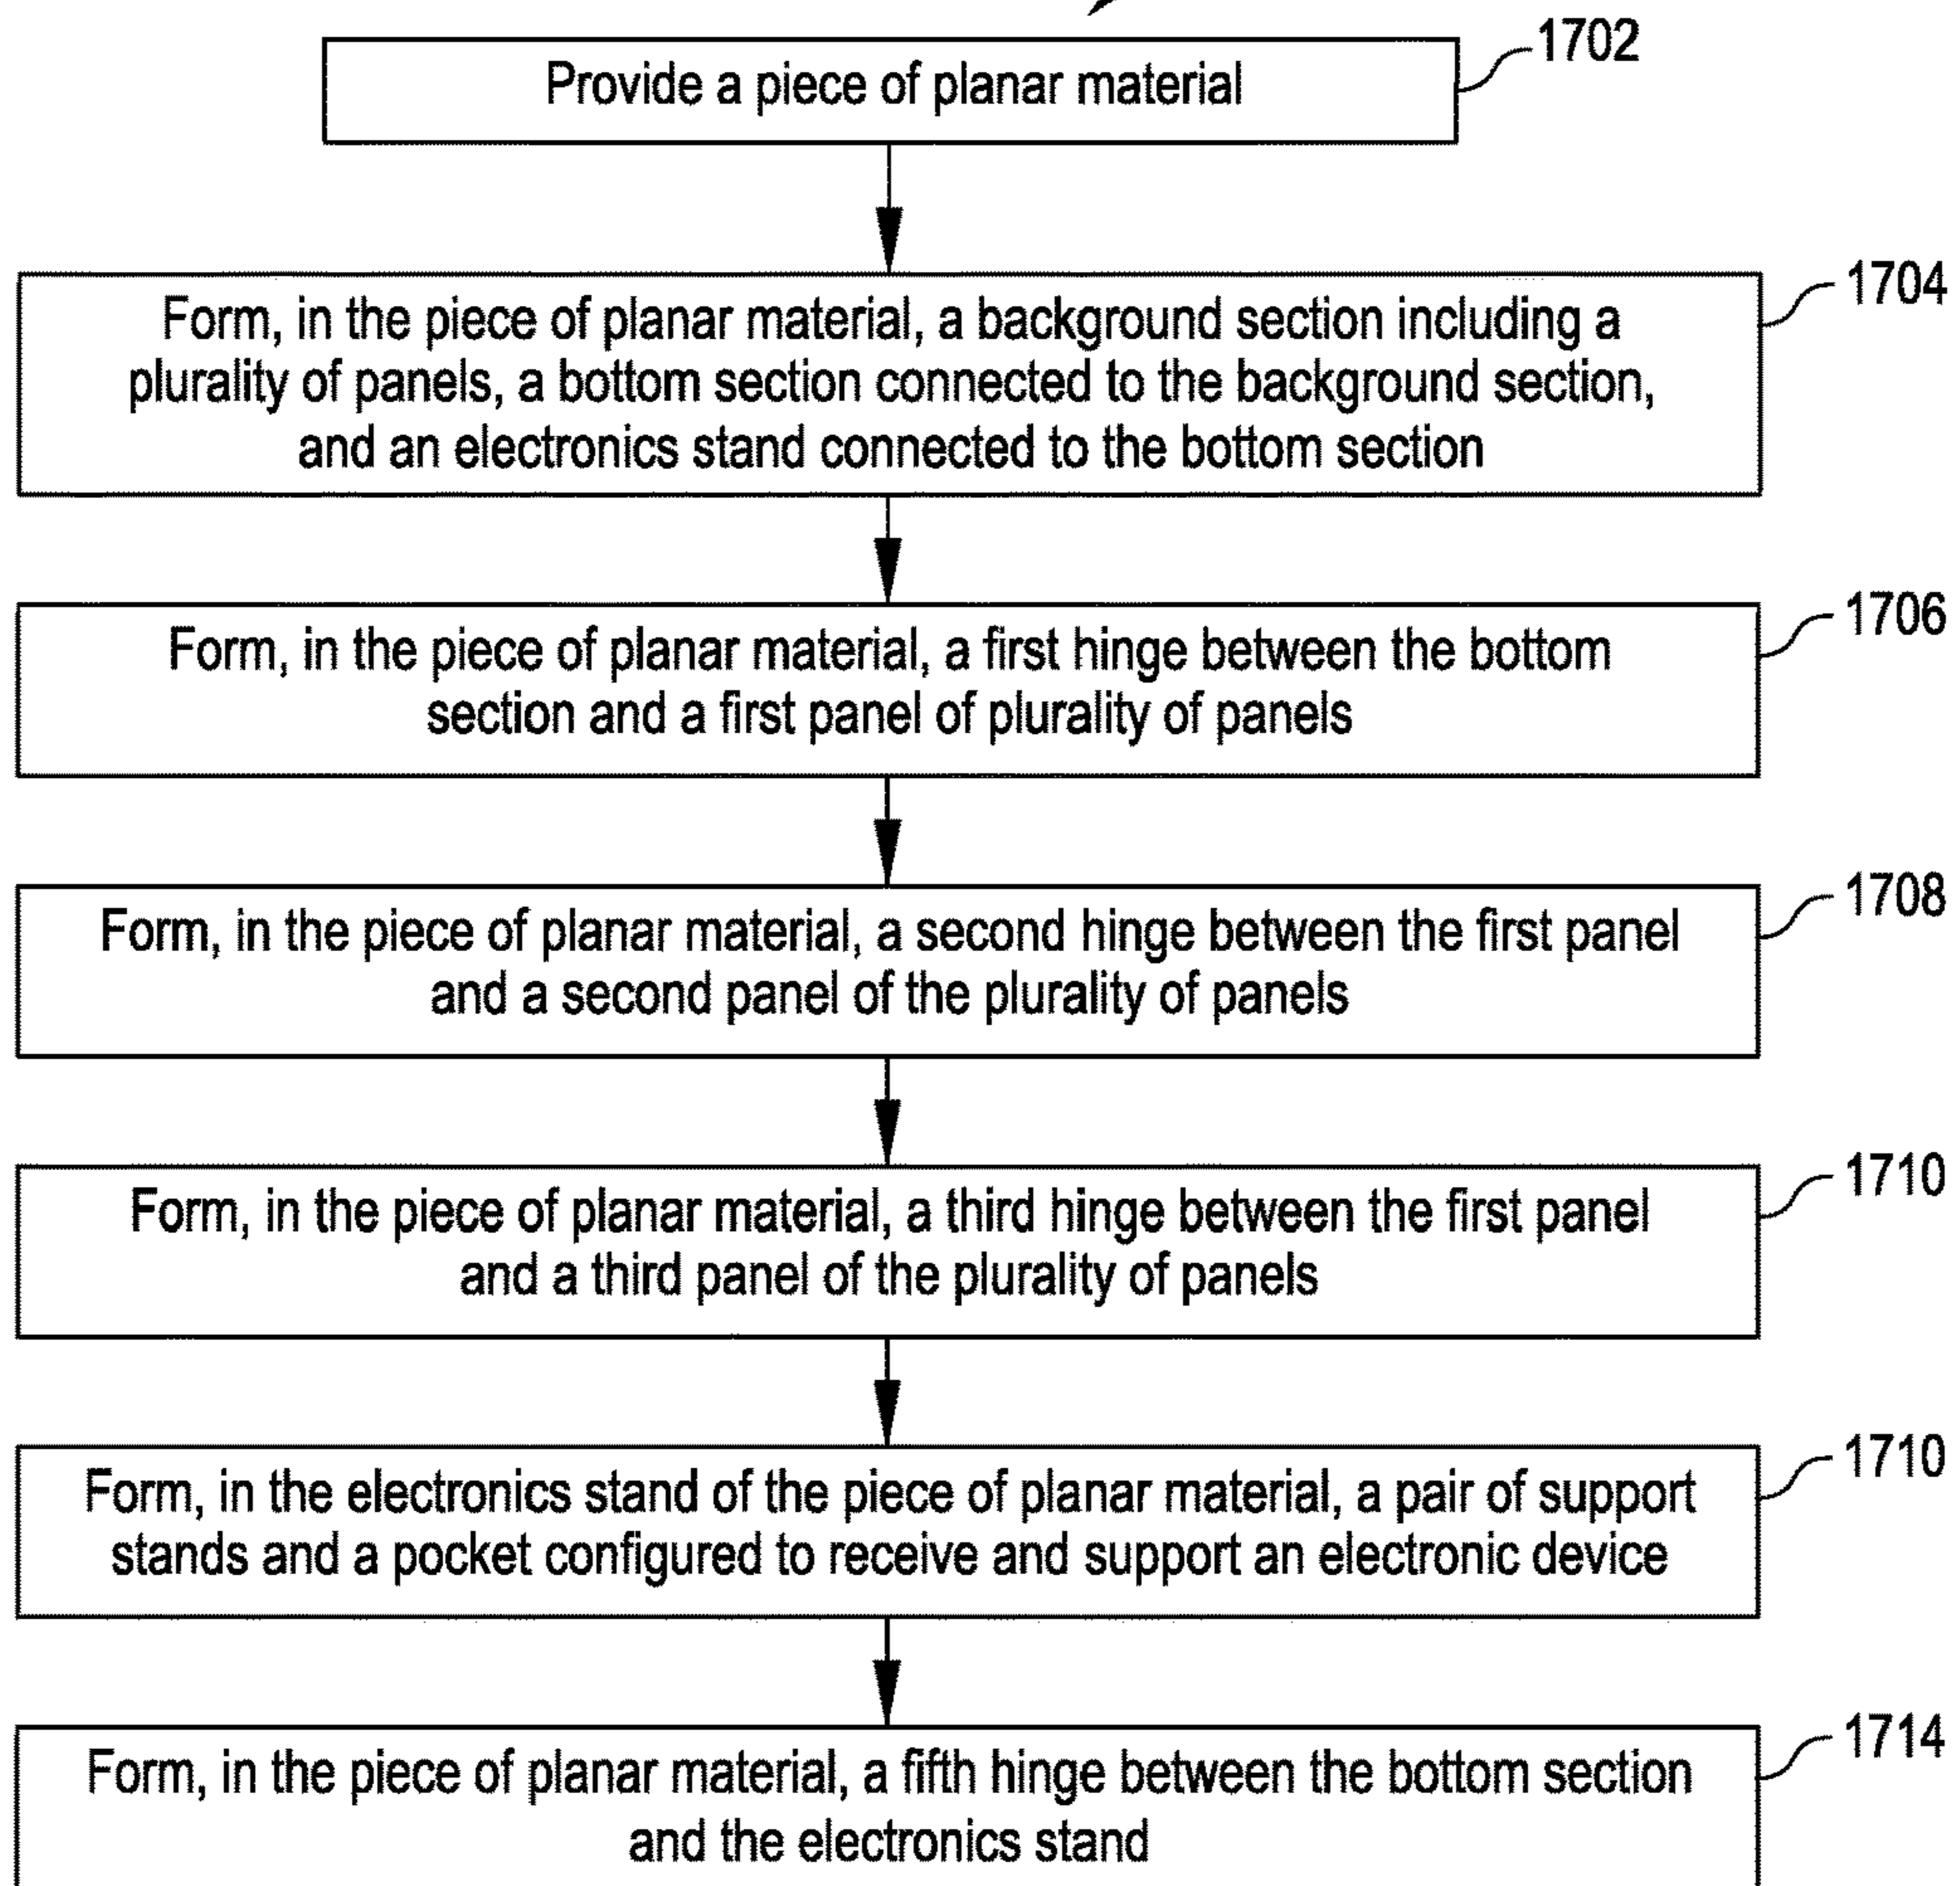 Provide a piece of planar material
1702
Form, in the piece of planar material, a background section including a
plurality of panels, a bottom section connected to the background section,
and an electronics stand connected to the bottom section
1704
Form, in the piece of planar material, a first hinge between the bottom
section and a first panel of plurality of panels
1706
Form, in the piece of planar material, a second hinge between the first panel
and a second panel of the plurality of panels
1708
Form, in the piece of planar material, a third hinge between the first panel
and a third panel of the plurality of panels
1710
Form, in the electronics stand of the piece of planar material, a pair of support
stands and a pocket configured to receive and support an electronic device
1710
Form, in the piece of planar material, a fifth hinge between the bottom section
and the electronics stand
1714